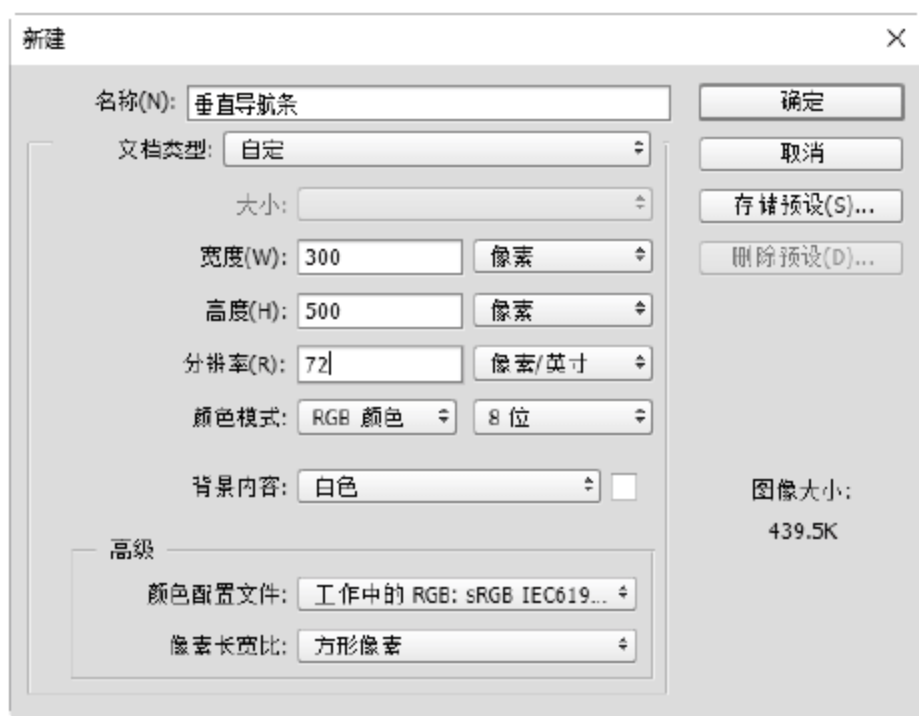 新建
名称(N): 垂直导航条 确定
文档类型: 自定 取消
大小: 存储预设(S)...
宽度(W): 300 像素 删除预设(D)...
高度(H): 500 像素
分辨率(R): 72 像素/英寸
颜色模式: RGB 颜色 8 位
背景内容: 白色 图像大小:
439.5K
高级
颜色配置文件: 工作中的 RGB: sRGB IEC619...
像素长宽比: 方形像素